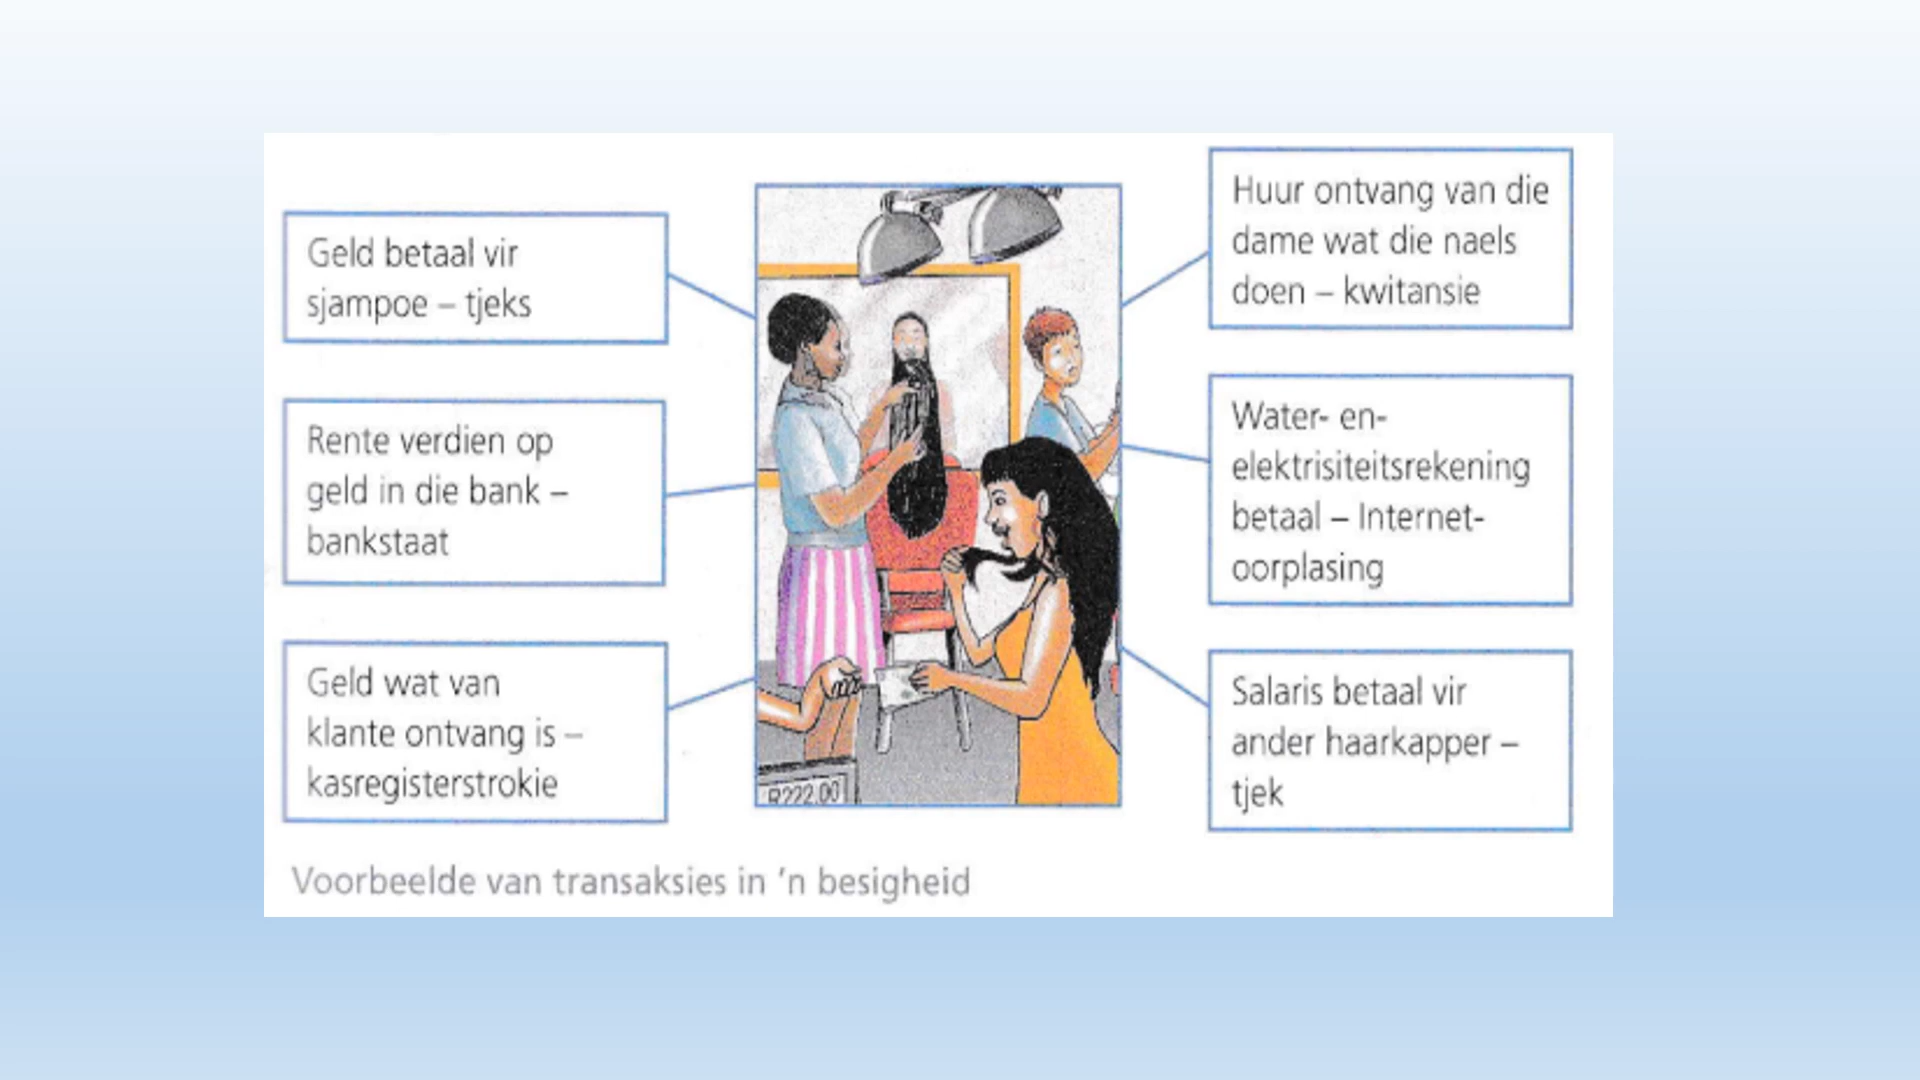 Geld betaal vir
sjampoe – tjeks
Rente verdien op
geld in die bank –
bankstaat
Geld wat van
klante ontvang is –
kasregisterstrokie
R222.00
Huur ontvang van die
dame wat die naels
doen – kwitansie
Water- en-
elektrisiteitsrekening
betaal – Internet-
oorplasing
Salaris betaal vir
ander haarkapper –
tjek
Voorbeelde van transaksies in 'n besigheid